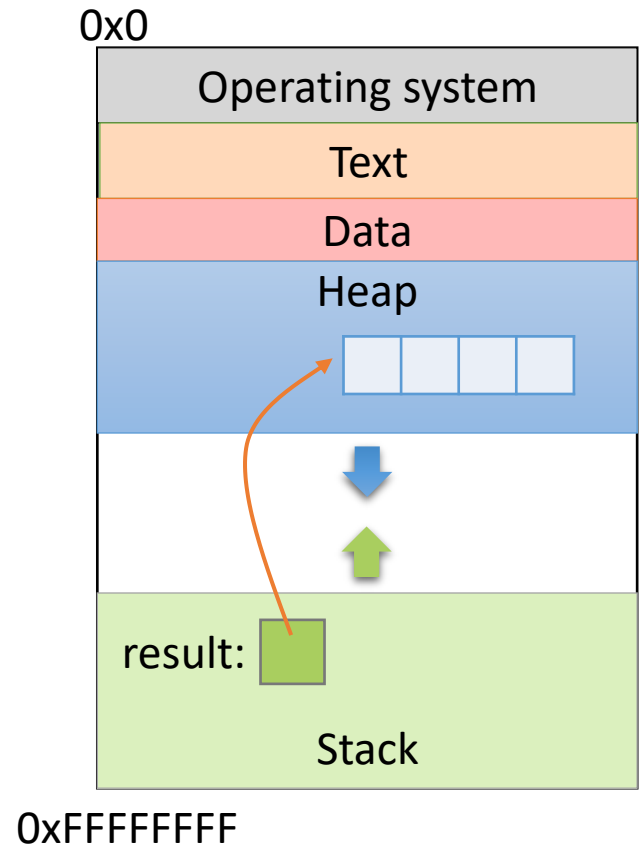 0x0
Operating system
Text
Data
Heap
result:
Stack
0xFFFFFFFF